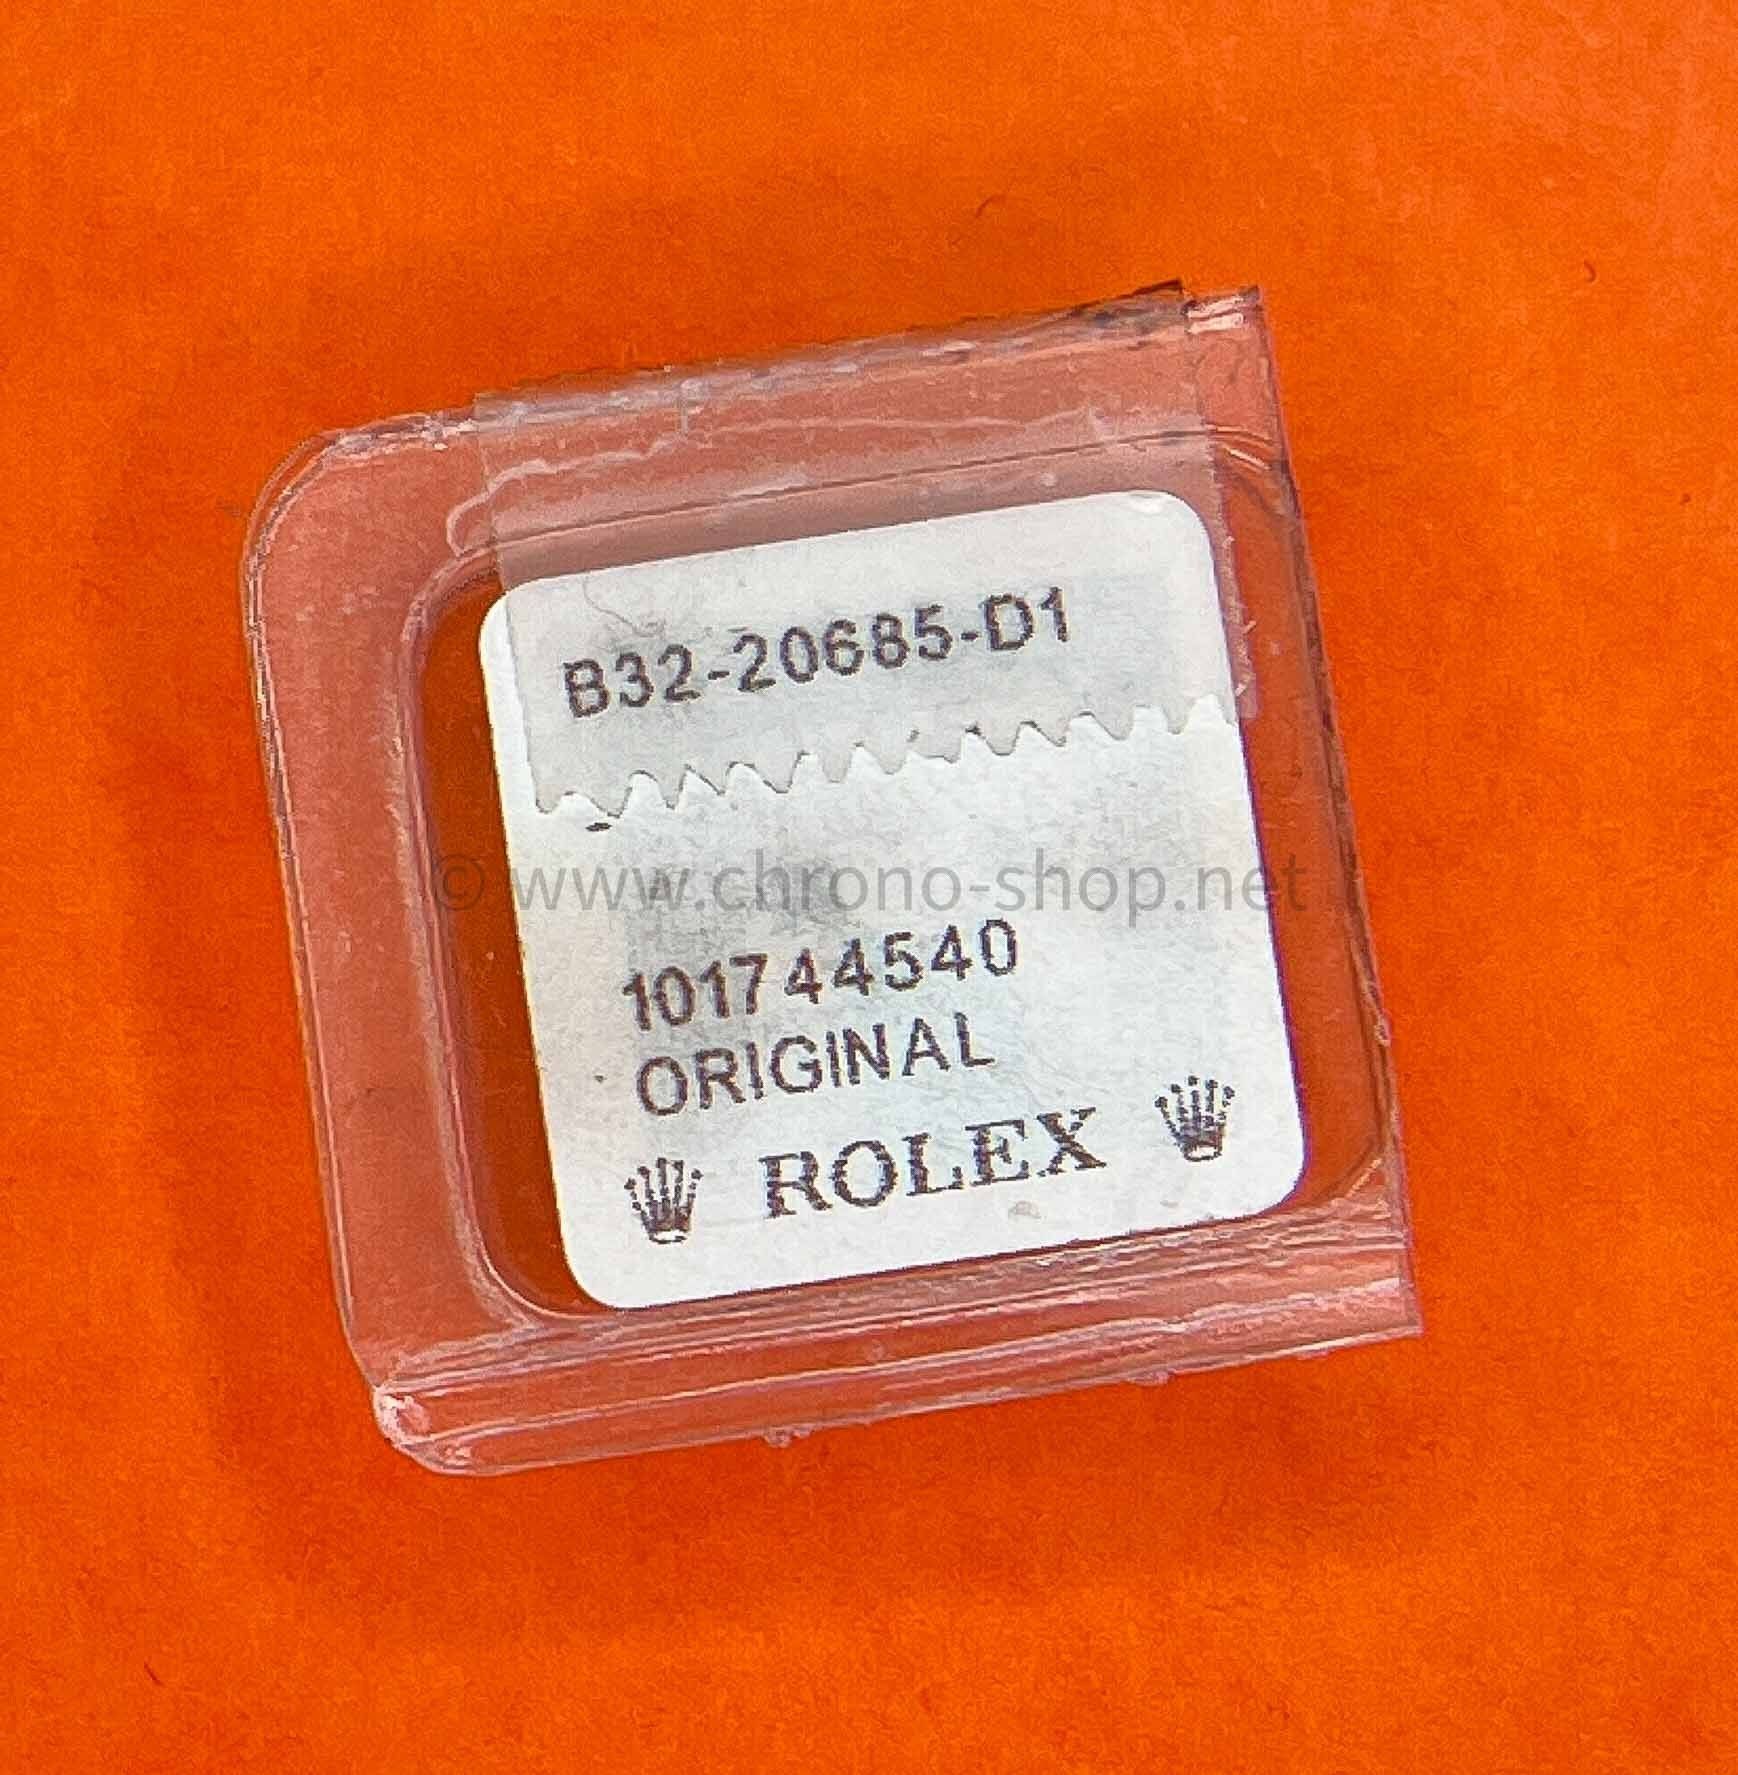 B32-20685-D1
© www.chrono-shop.net
101744540
ORIGINAL
ROLEX